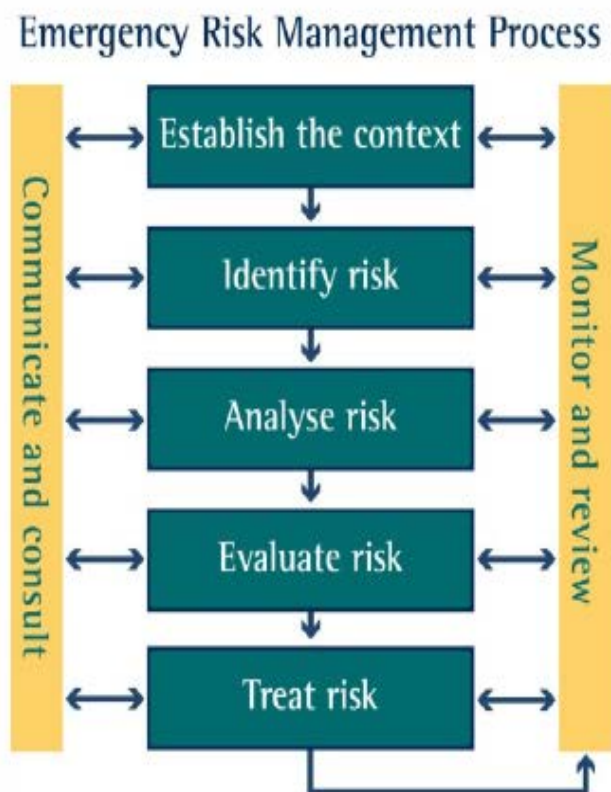 Emergency Risk Management Process
Communicate and consult
Establish the context
Identify risk
Analyse risk
Evaluate risk
Treat risk
Monitor and review